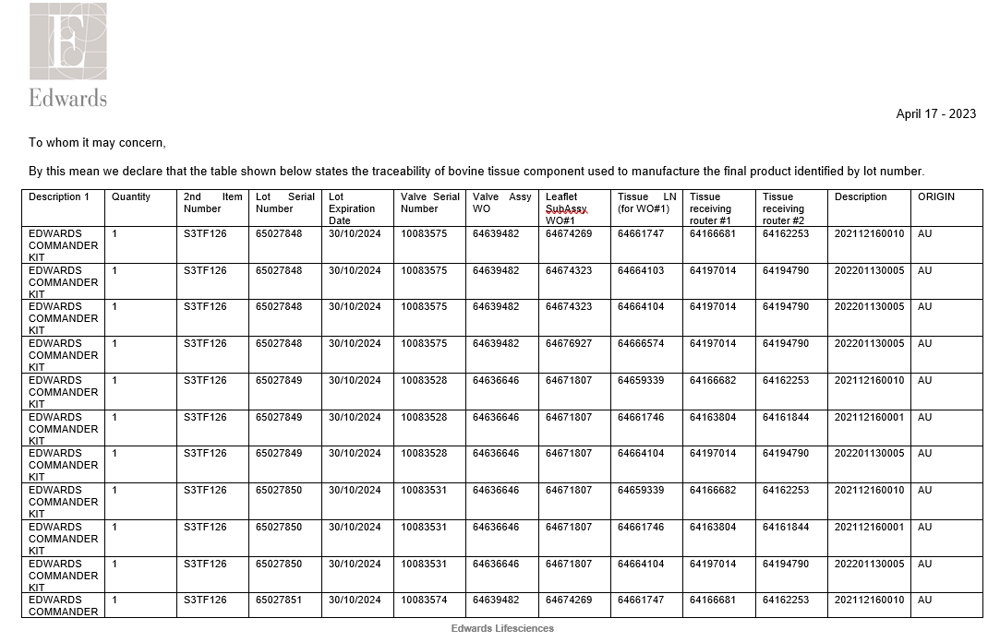 E
Edwards
April 17 - 2023
To whom it may concern,
By this mean we declare that the table shown below states the traceability of bovine tissue component used to manufacture the final product identified by lot number.
Description 1 Quantity 2nd Item Number Lot Serial Number Lot Expiration Date Valve Serial Number Valve Assy WO Leaflet SubAssy WO#1 Tissue LN (for WO#1) Tissue receiving router #1 Tissue receiving router #2 Description ORIGIN
EDWARDS COMMANDER KIT 1 S3TF126 65027848 30/10/2024 10083575 64639482 64674269 64661747 64166681 64162253 202112160010 AU
EDWARDS COMMANDER KIT 1 S3TF126 65027848 30/10/2024 10083575 64639482 64674323 64664103 64197014 64194790 202201130005 AU
EDWARDS COMMANDER KIT 1 S3TF126 65027848 30/10/2024 10083575 64639482 64674323 64664104 64197014 64194790 202201130005 AU
EDWARDS COMMANDER KIT 1 S3TF126 65027848 30/10/2024 10083575 64639482 64676927 64666574 64197014 64194790 202201130005 AU
EDWARDS COMMANDER KIT 1 S3TF126 65027849 30/10/2024 10083528 64636646 64671807 64659339 64166682 64162253 202112160010 AU
EDWARDS COMMANDER KIT 1 S3TF126 65027849 30/10/2024 10083528 64636646 64671807 64661746 64163804 64161844 202112160001 AU
EDWARDS COMMANDER KIT 1 S3TF126 65027849 30/10/2024 10083528 64636646 64671807 64664104 64197014 64194790 202201130005 AU
EDWARDS COMMANDER KIT 1 S3TF126 65027850 30/10/2024 10083531 64636646 64671807 64659339 64166682 64162253 202112160010 AU
EDWARDS COMMANDER KIT 1 S3TF126 65027850 30/10/2024 10083531 64636646 64671807 64661746 64163804 64161844 202112160001 AU
EDWARDS COMMANDER KIT 1 S3TF126 65027850 30/10/2024 10083531 64636646 64671807 64664104 64197014 64194790 202201130005 AU
EDWARDS COMMANDER 1 S3TF126 65027851 30/10/2024 10083574 64639482 64674269 64661747 64166681 64162253 202112160010 AU
Edwards Lifesciences